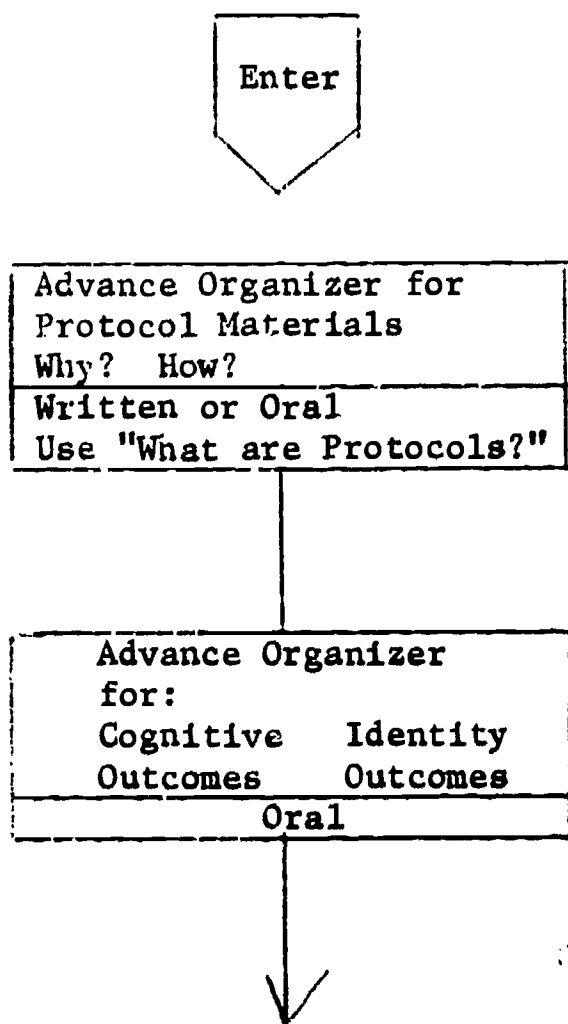 Enter
Advance Organizer for
Protocol Materials
Why? How?
Written or Oral
Use "What are Protocols?"
Advance Organizer
for:
Cognitive Identity
Outcomes Outcomes
Oral